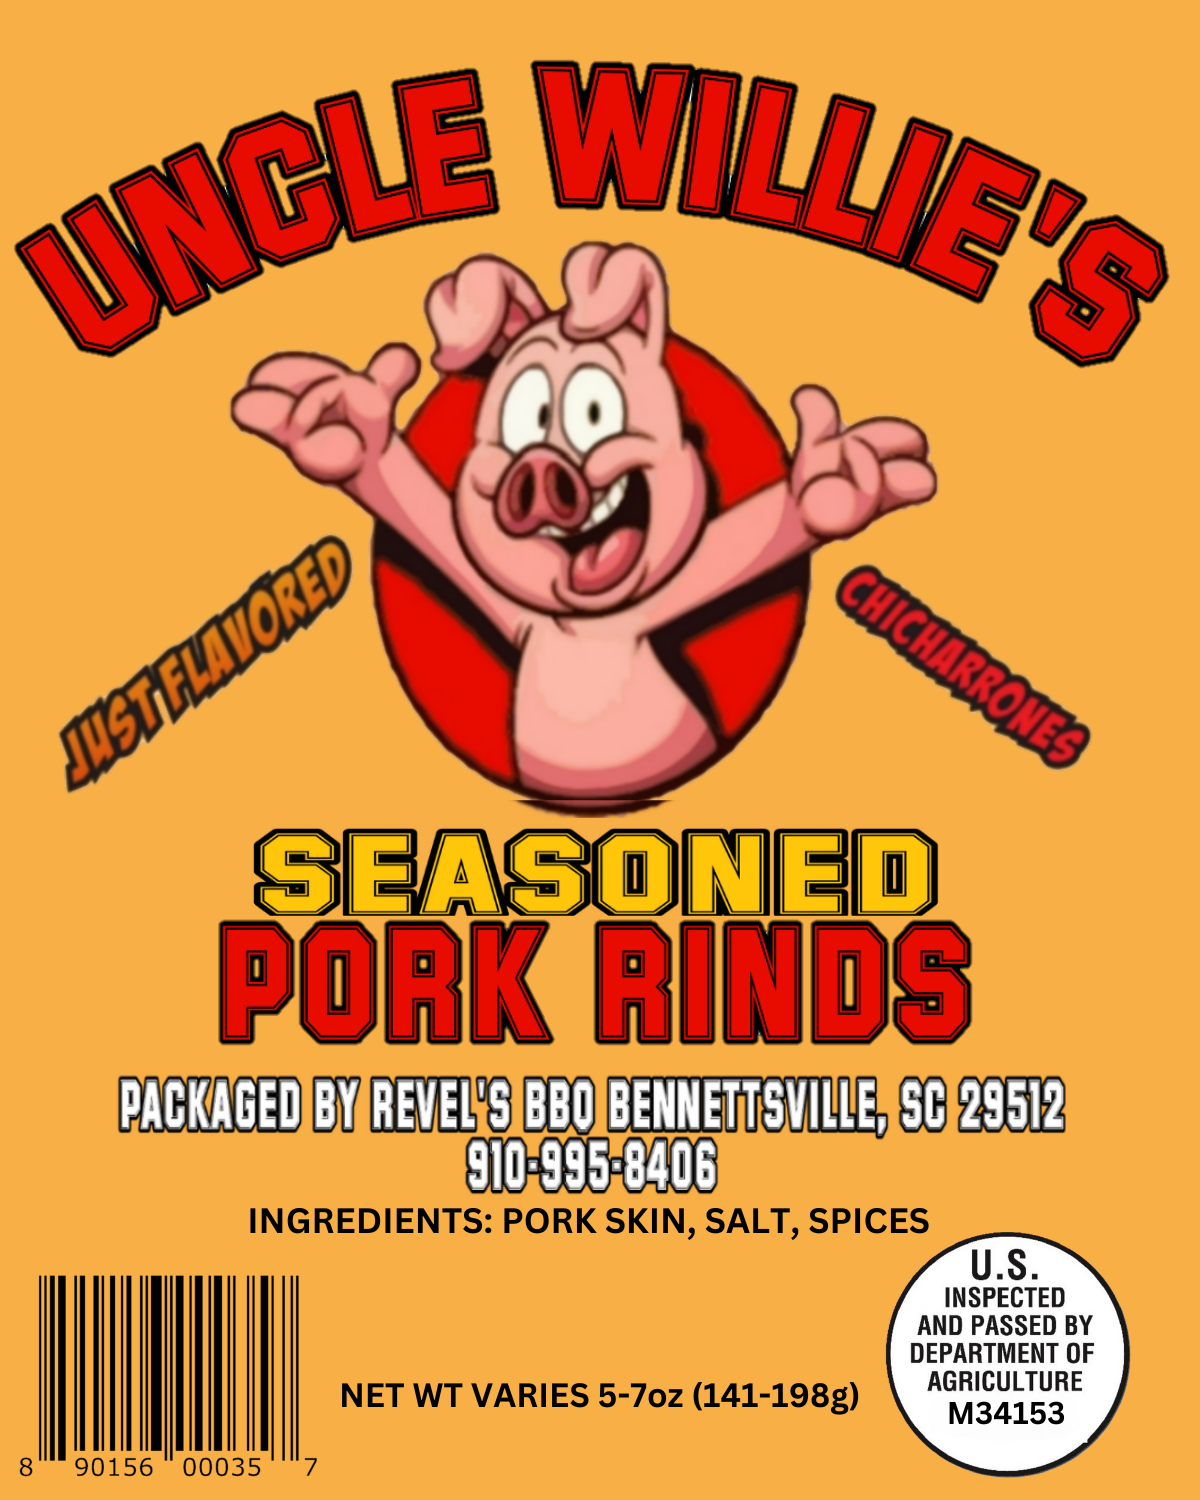 UNCLE WILLIE'S
JUST FLAVORED
CHICHARRONES
SEASONED
PORK RINDS
PACKAGED BY REVEL'S BBQ BENNETTSVILLE, SC 29512
910-995-8406
INGREDIENTS: PORK SKIN, SALT, SPICES
U.S.
INSPECTED
AND PASSED BY
DEPARTMENT OF
AGRICULTURE
M34153
NET WT VARIES 5-7oz (141-198g)
8 90156 00035 7